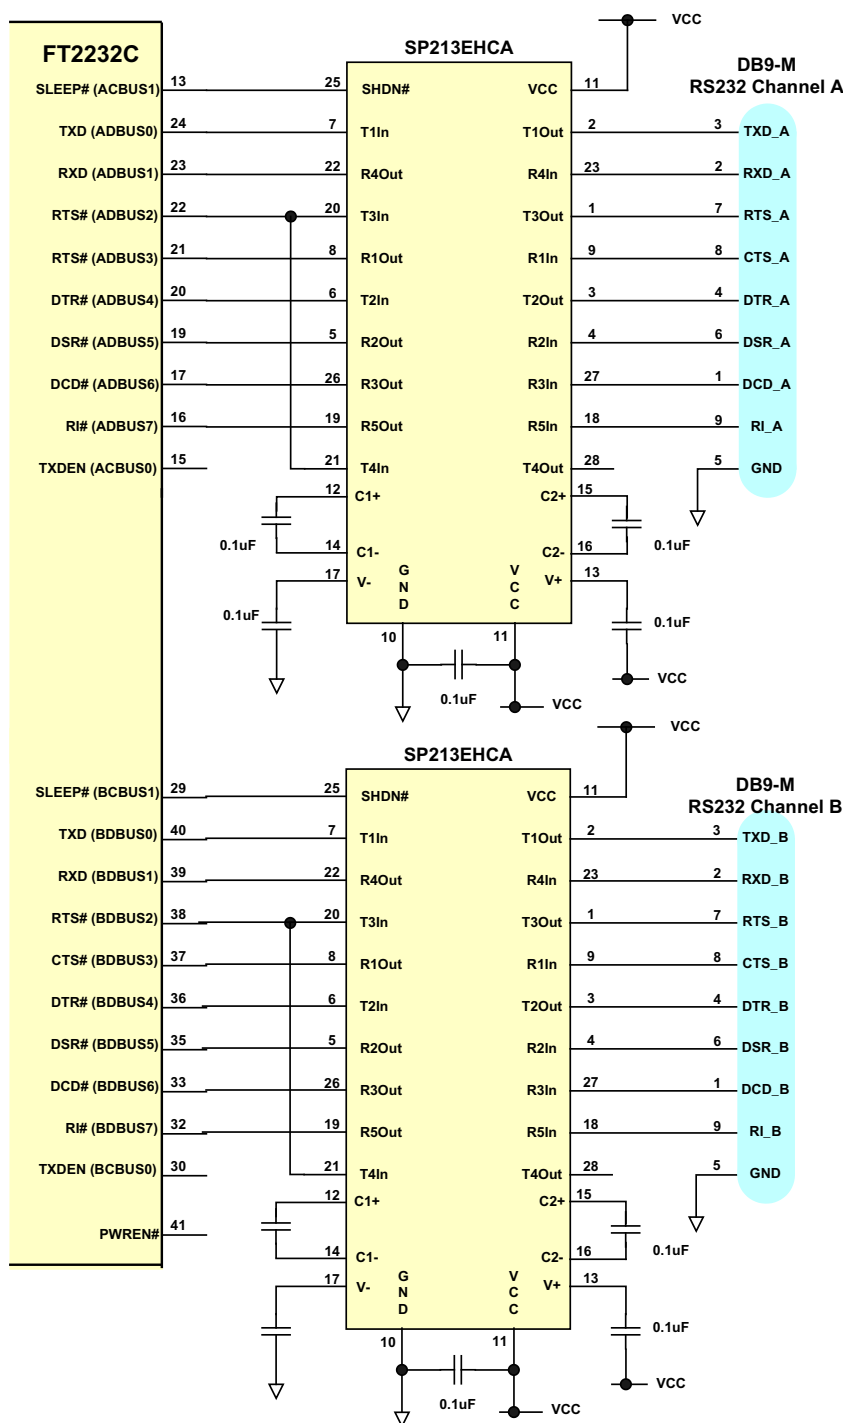 VCC
FT2232C
SP213EHCA
DB9-M
RS232 Channel A
SLEEP# (ACBUS1) 13 25 SHDN# VCC 11
TXD (ADBUS0) 24 7 T1In T1Out 2 3 TXD_A
RXD (ADBUS1) 23 22 R4Out R4In 23 2 RXD_A
RTS# (ADBUS2) 22 20 T3In T3Out 1 7 RTS_A
RTS# (ADBUS3) 21 8 R1Out R1In 9 8 CTS_A
DTR# (ADBUS4) 20 6 T2In T2Out 3 4 DTR_A
DSR# (ADBUS5) 19 5 R2Out R2In 4 6 DSR_A
DCD# (ADBUS6) 17 26 R3Out R3In 27 1 DCD_A
RI# (ADBUS7) 16 19 R5Out R5In 18 9 RI_A
TXDEN (ACBUS0) 15 21 T4In T4Out 28 5 GND
12 C1+ C2+ 15
0.1uF 0.1uF
14 C1- C2- 16
17 V- GND VCC V+ 13
0.1uF 0.1uF
10 11
0.1uF VCC
VCC
VCC
SP213EHCA
DB9-M
RS232 Channel B
SLEEP# (BCBUS1) 29 25 SHDN# VCC 11
TXD (BDBUS0) 40 7 T1In T1Out 2 3 TXD_B
RXD (BDBUS1) 39 22 R4Out R4In 23 2 RXD_B
RTS# (BDBUS2) 38 20 T3In T3Out 1 7 RTS_B
CTS# (BDBUS3) 37 8 R1Out R1In 9 8 CTS_B
DTR# (BDBUS4) 36 6 T2In T2Out 3 4 DTR_B
DSR# (BDBUS5) 35 5 R2Out R2In 4 6 DSR_B
DCD# (BDBUS6) 33 26 R3Out R3In 27 1 DCD_B
RI# (BDBUS7) 32 19 R5Out R5In 18 9 RI_B
TXDEN (BCBUS0) 30 21 T4In T4Out 28 5 GND
12 C1+ C2+ 15
PWREN# 41
14 C1- C2- 16 0.1uF
17 V- GND VCC V+ 13
0.1uF
10 11
VCC
0.1uF VCC